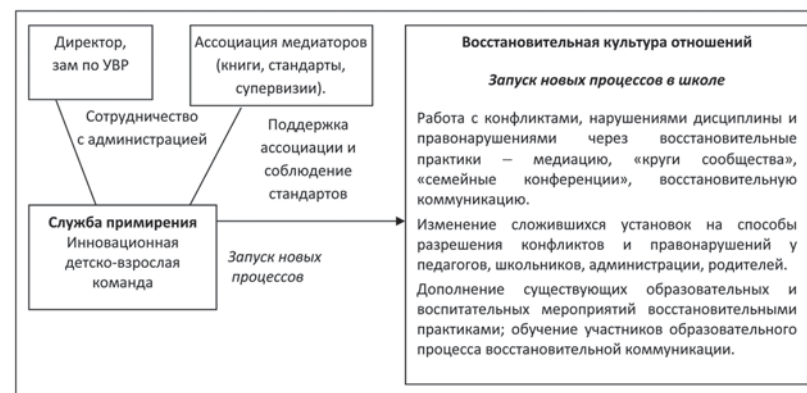 Директор,
зам по УВР
Ассоциация медиаторов
(книги, стандарты,
супервизии).
Сотрудничество
с администрацией
Поддержка
ассоциации и
соблюдение
стандартов
Служба примирения
Инновационная
детско-взрослая
команда
Запуск новых
процессов
Восстановительная культура отношений
Запуск новых процессов в школе
Работа с конфликтами, нарушениями дисциплины и
правонарушениями через восстановительные
практики – медиацию, «круги сообщества»,
«семейные конференции», восстановительную
коммуникацию.
Изменение сложившихся установок на способы
разрешения конфликтов и правонарушений у
педагогов, школьников, администрации, родителей.
Дополнение существующих образовательных и
воспитательных мероприятий восстановительными
практиками; обучение участников образовательного
процесса восстановительной коммуникации.